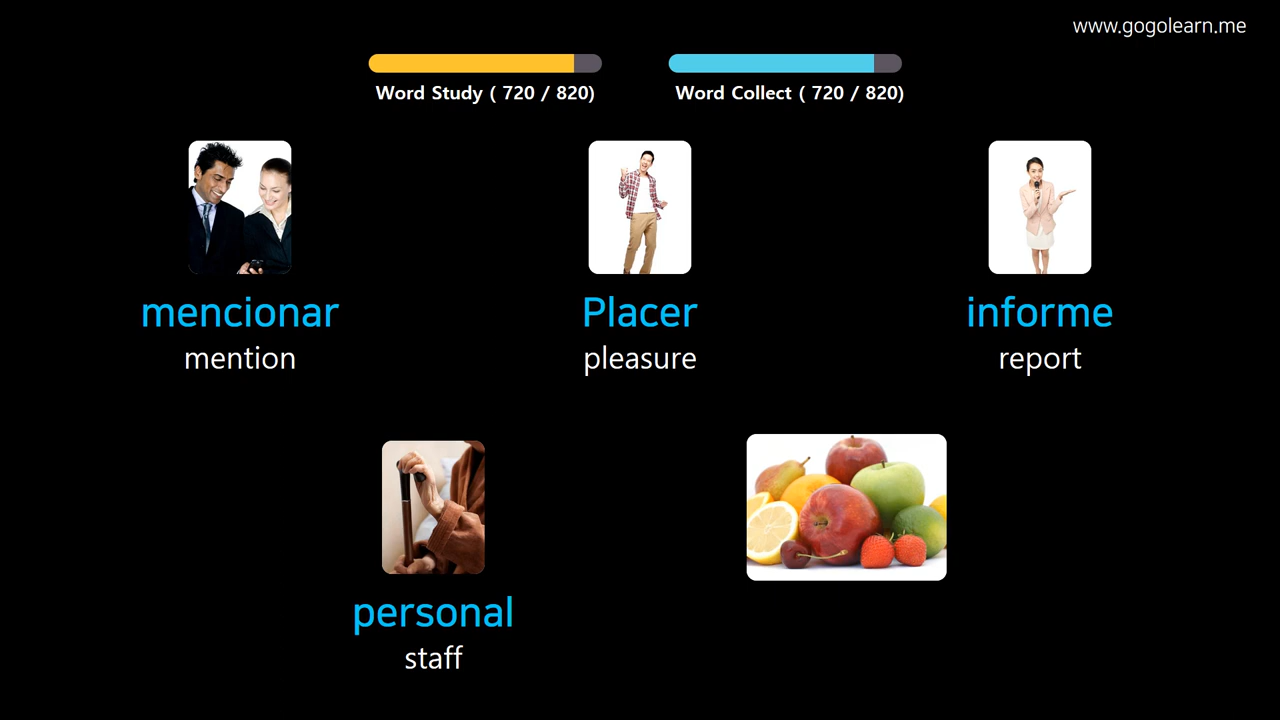 www.gogolearn.me
Word Study ( 720 / 820)
Word Collect ( 720 / 820)
mencionar
mention
Placer
pleasure
informe
report
personal
staff